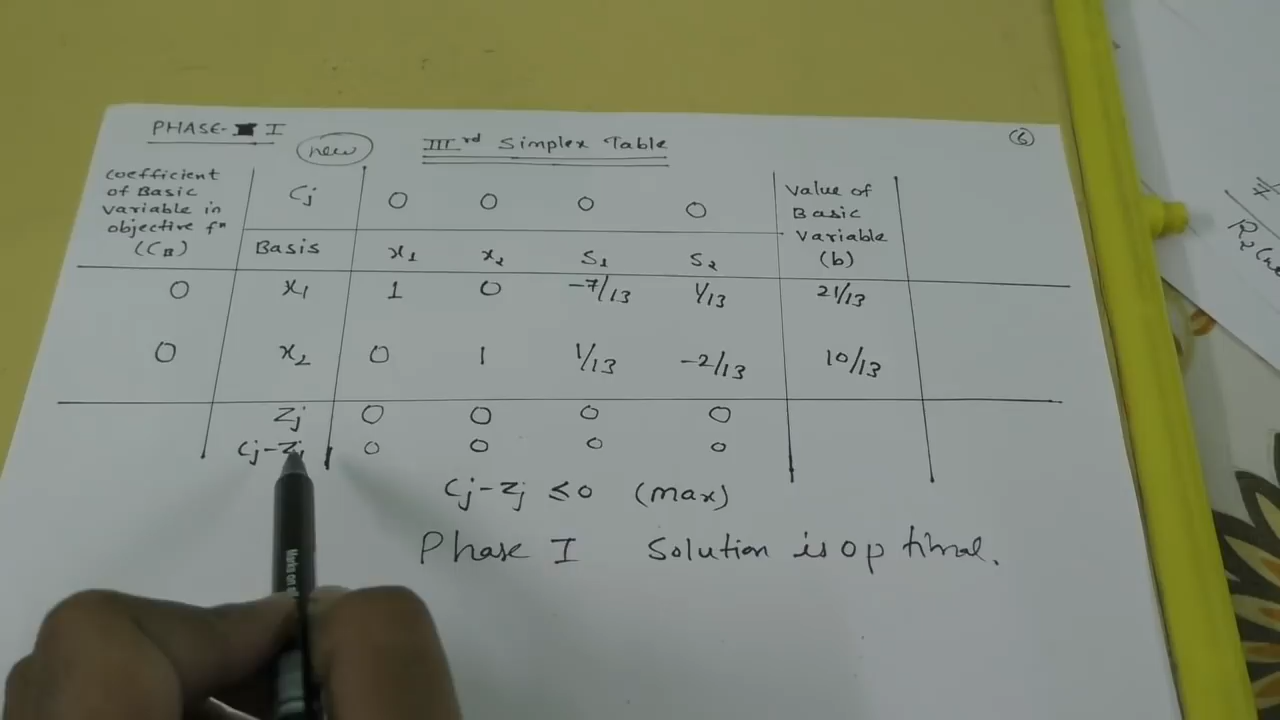 PHASE- I
new
IIIrd Simplex Table
6
Coefficient of Basic Variable in objective fn (CB)
Cj 0 0 0 0
Value of Basic Variable (b)
Basis x1 x2 S1 S2
0 x1 1 0 -7/13 1/13 21/13
0 x2 0 1 1/13 -2/13 10/13
Zj 0 0 0 0
Cj-Zj 0 0 0 0
Cj-Zj ≤0 (max)
Phase I Solution is optimal.